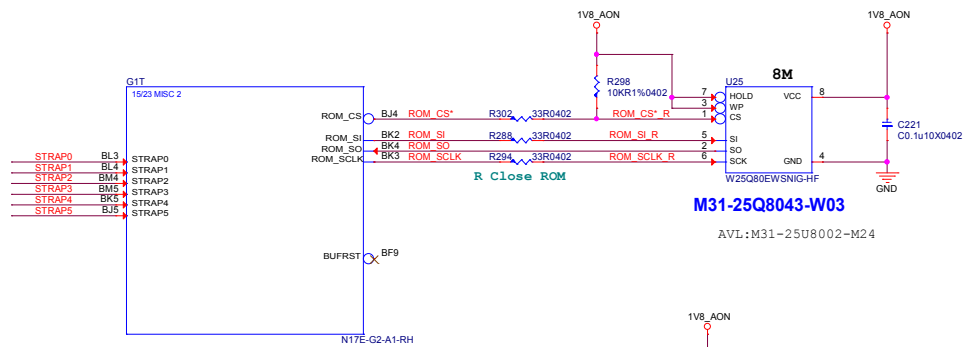 1V8_AON 1V8_AON
G1T
15/23 MISC 2
R298
10KR1%0402
U25 8M
HOLD 7
WP 3
CS 1
VCC 8
ROM_CS BJ4 ROM_CS* R302 33R0402 ROM_CS*_R
C221
C0.1u10X0402
ROM_SI BK2 ROM_SI R288 33R0402 ROM_SI_R 5 SI
ROM_SO BK4 ROM_SO 2 SO
ROM_SCLK BK3 ROM_SCLK R294 33R0402 ROM_SCLK_R 6 SCK
GND 4
GND
STRAP0 BL3 STRAP0
STRAP1 BL4 STRAP1
STRAP2 BM4 STRAP2
STRAP3 BM5 STRAP3
STRAP4 BK5 STRAP4
STRAP5 BJ5 STRAP5
R Close ROM
W25Q80EWSNIG-HF
M31-25Q8043-W03
AVL:M31-25U8002-M24
BUFRST BF9
1V8_AON
N17E-G2-A1-RH